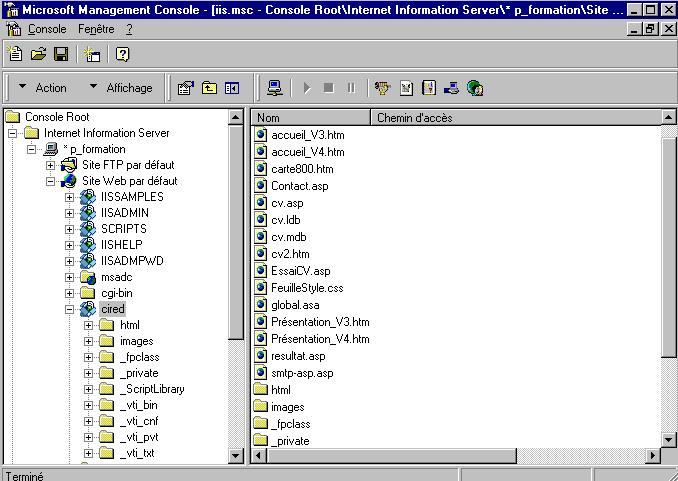 Microsoft Management Console - [iis.msc - Console Root\Internet Information Server\* p_formation\Site ...
Console Fenêtre ?
Action Affichage
Console Root
Internet Information Server
* p_formation
Site FTP par défaut
Site Web par défaut
IISSAMPLES
IISADMIN
SCRIPTS
IISHELP
IISADMPWD
msadc
cgi-bin
cired
html
images
_fpclass
_private
_ScriptLibrary
_vti_bin
_vti_cnf
_vti_pvt
_vti_txt
Nom Chemin d'accès
accueil_V3.htm
accueil_V4.htm
carte800.htm
Contact.asp
cv.asp
cv.ldb
cv.mdb
cv2.htm
EssaiCV.asp
FeuilleStyle.css
global.asa
Présentation_V3.htm
Présentation_V4.htm
resultat.asp
smtp-asp.asp
html
images
_fpclass
_private
Terminé